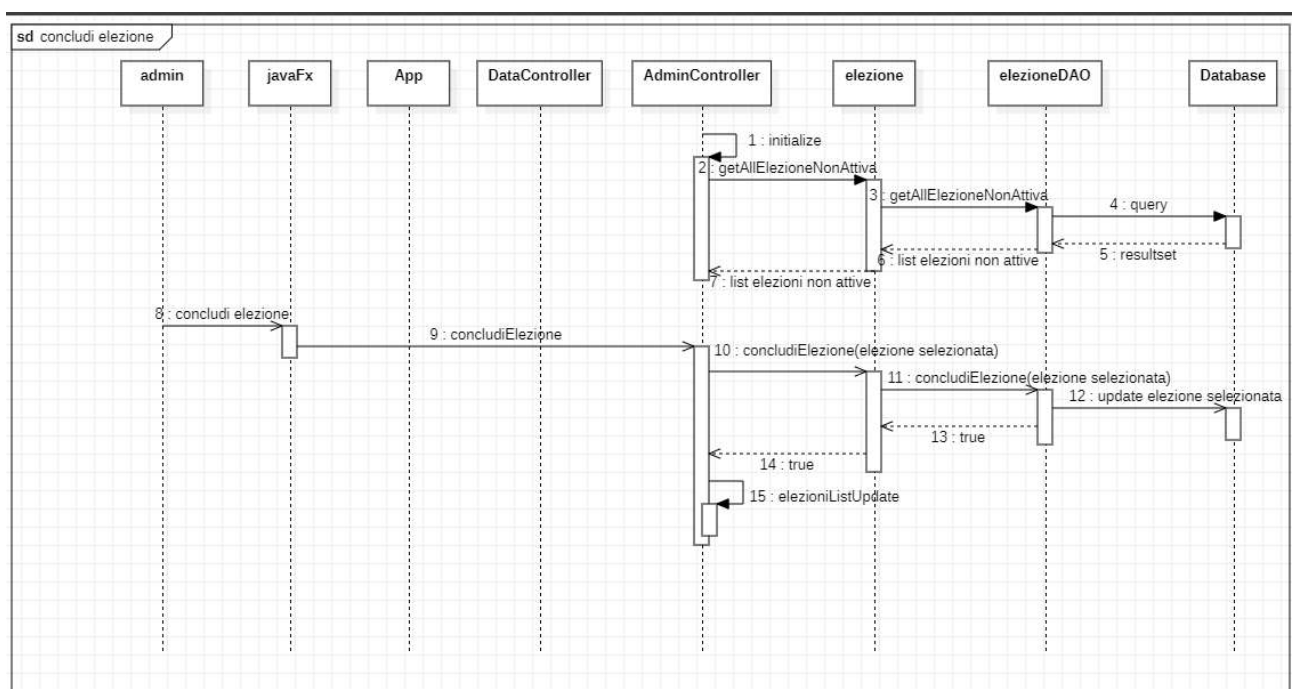 sd concludi elezione
admin
javaFx
App
DataController
AdminController
elezione
elezioneDAO
Database
1 : initialize
2 : getAllElezioneNonAttiva
3 : getAllElezioneNonAttiva
4 : query
5 : resultset
6 : list elezioni non attive
7 : list elezioni non attive
8 : concludi elezione
9 : concludiElezione
10 : concludiElezione(elezione selezionata)
11 : concludiElezione(elezione selezionata)
12 : update elezione selezionata
13 : true
14 : true
15 : elezioniListUpdate